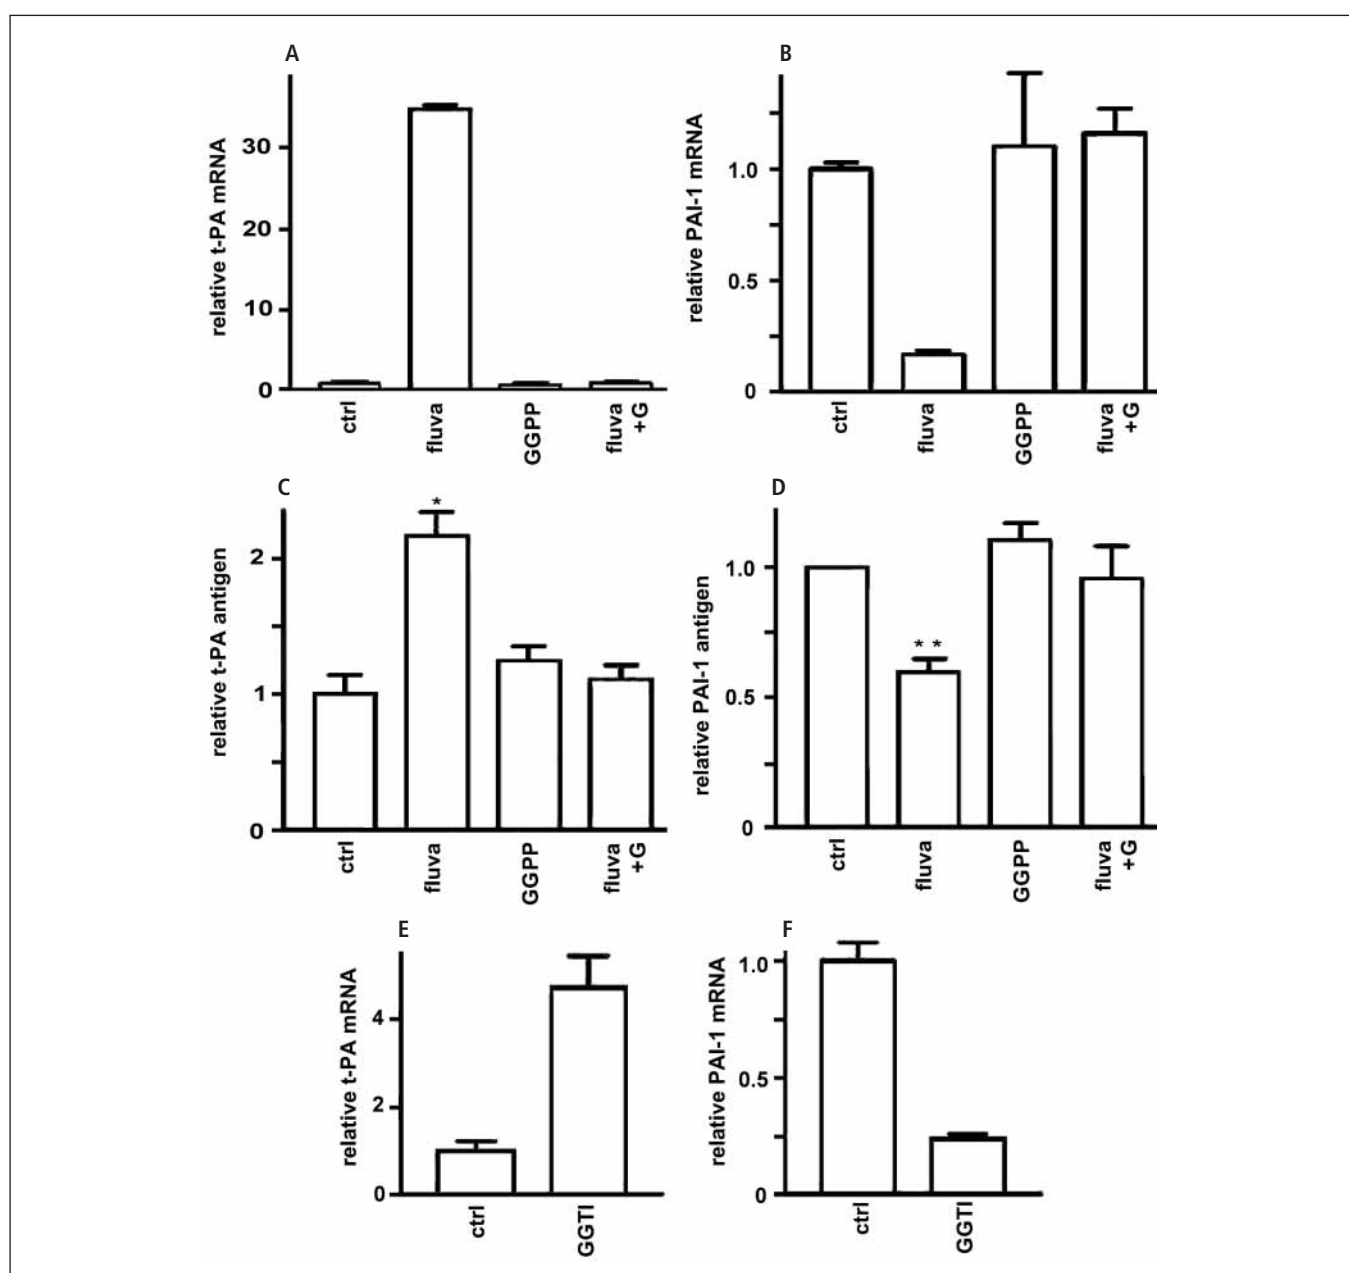 A
relative t-PA mRNA
30
20
10
0
ctrl
fluva
GGPP
fluva
+G
B
relative PAI-1 mRNA
1.0
0.5
0
ctrl
fluva
GGPP
fluva
+G
C
relative t-PA antigen
2
1
0
*
ctrl
fluva
GGPP
fluva
+G
D
relative PAI-1 antigen
1.0
0.5
0
* *
ctrl
fluva
GGPP
fluva
+G
E
relative t-PA mRNA
4
2
0
ctrl
GGTI
F
relative PAI-1 mRNA
1.0
0.5
0
ctrl
GGTI